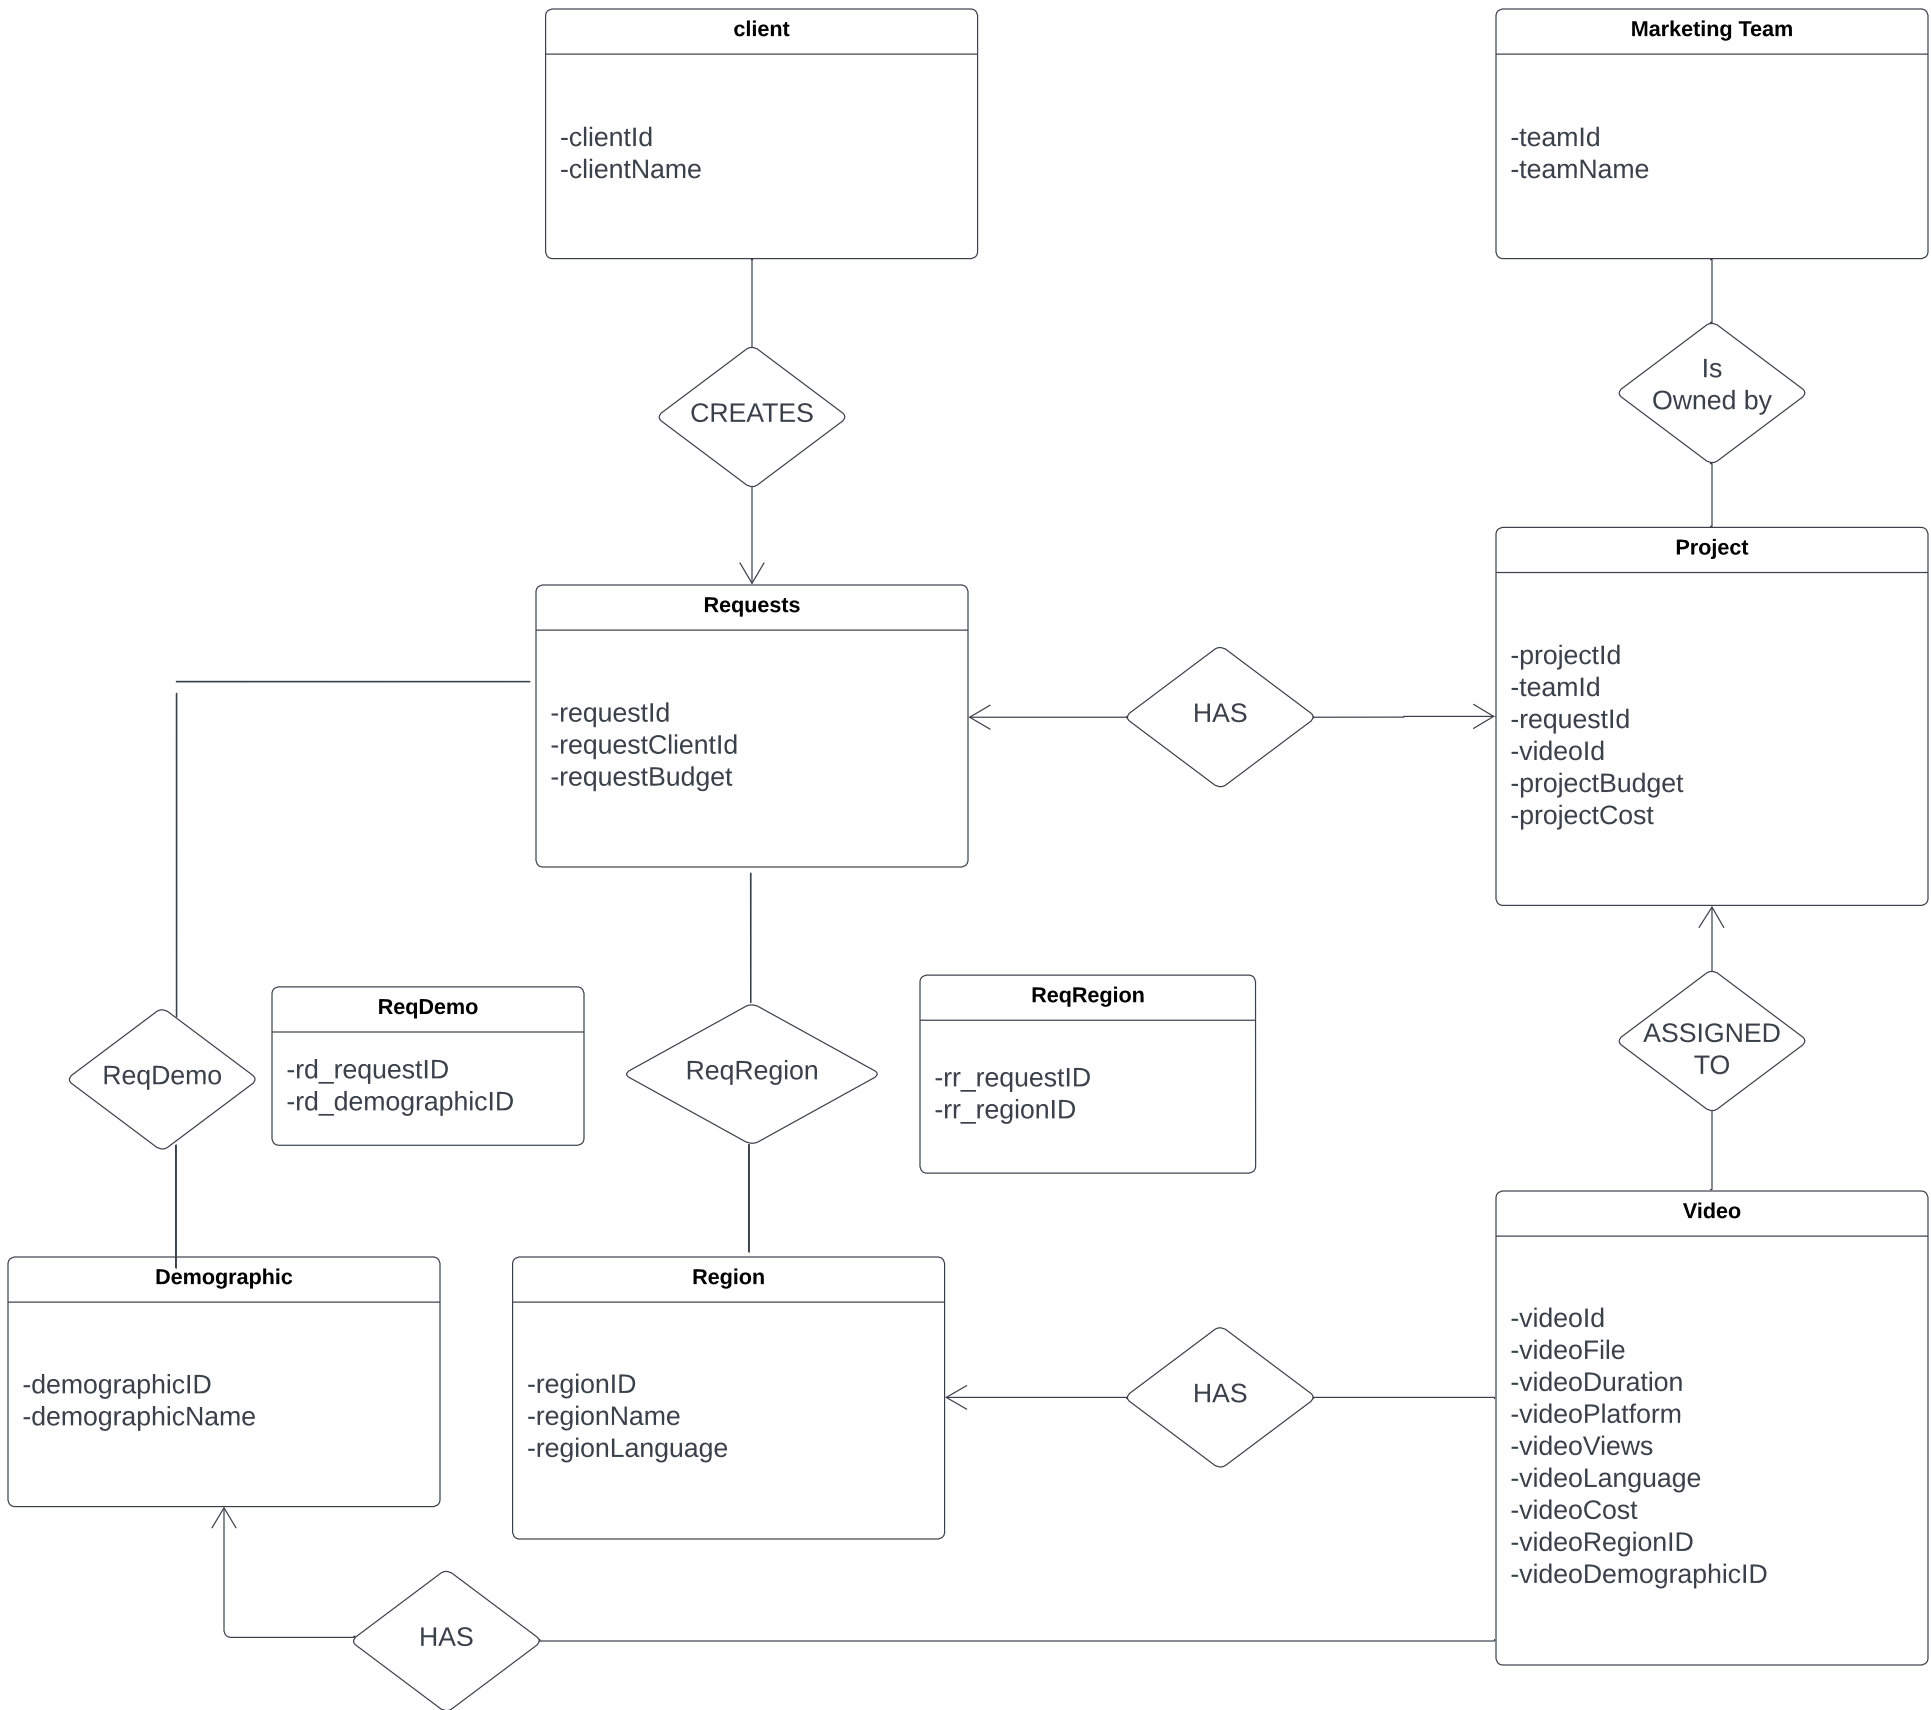 client
-clientId
-clientName
Marketing Team
-teamId
-teamName
CREATES
Is
Owned by
Requests
-requestId
-requestClientId
-requestBudget
HAS
Project
-projectId
-teamId
-requestId
-videoId
-projectBudget
-projectCost
ReqDemo
ReqDemo
-rd_requestID
-rd_demographicID
ReqRegion
ReqRegion
-rr_requestID
-rr_regionID
ASSIGNED
TO
Demographic
-demographicID
-demographicName
Region
-regionID
-regionName
-regionLanguage
HAS
Video
-videoId
-videoFile
-videoDuration
-videoPlatform
-videoViews
-videoLanguage
-videoCost
-videoRegionID
-videoDemographicID
HAS